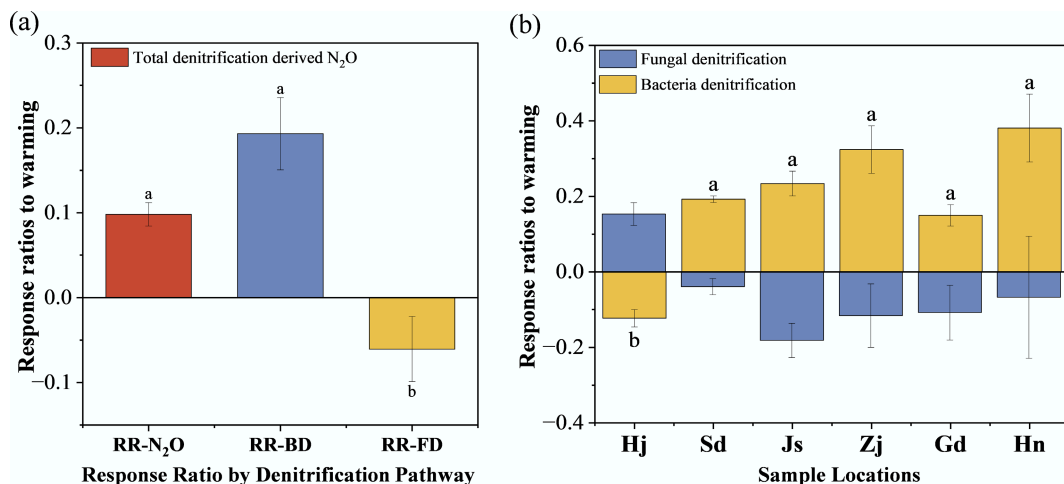 (a)
0.3
0.2
0.1
0.0
−0.1
Response ratios to warming
Total denitrification derived N₂O
a
a
b
RR-N₂O RR-BD RR-FD
Response Ratio by Denitrification Pathway
(b)
0.6
0.4
0.2
0.0
−0.2
−0.4
Response ratios to warming
Fungal denitrification
Bacteria denitrification
a
a
a
a
a
b
Hj Sd Js Zj Gd Hn
Sample Locations